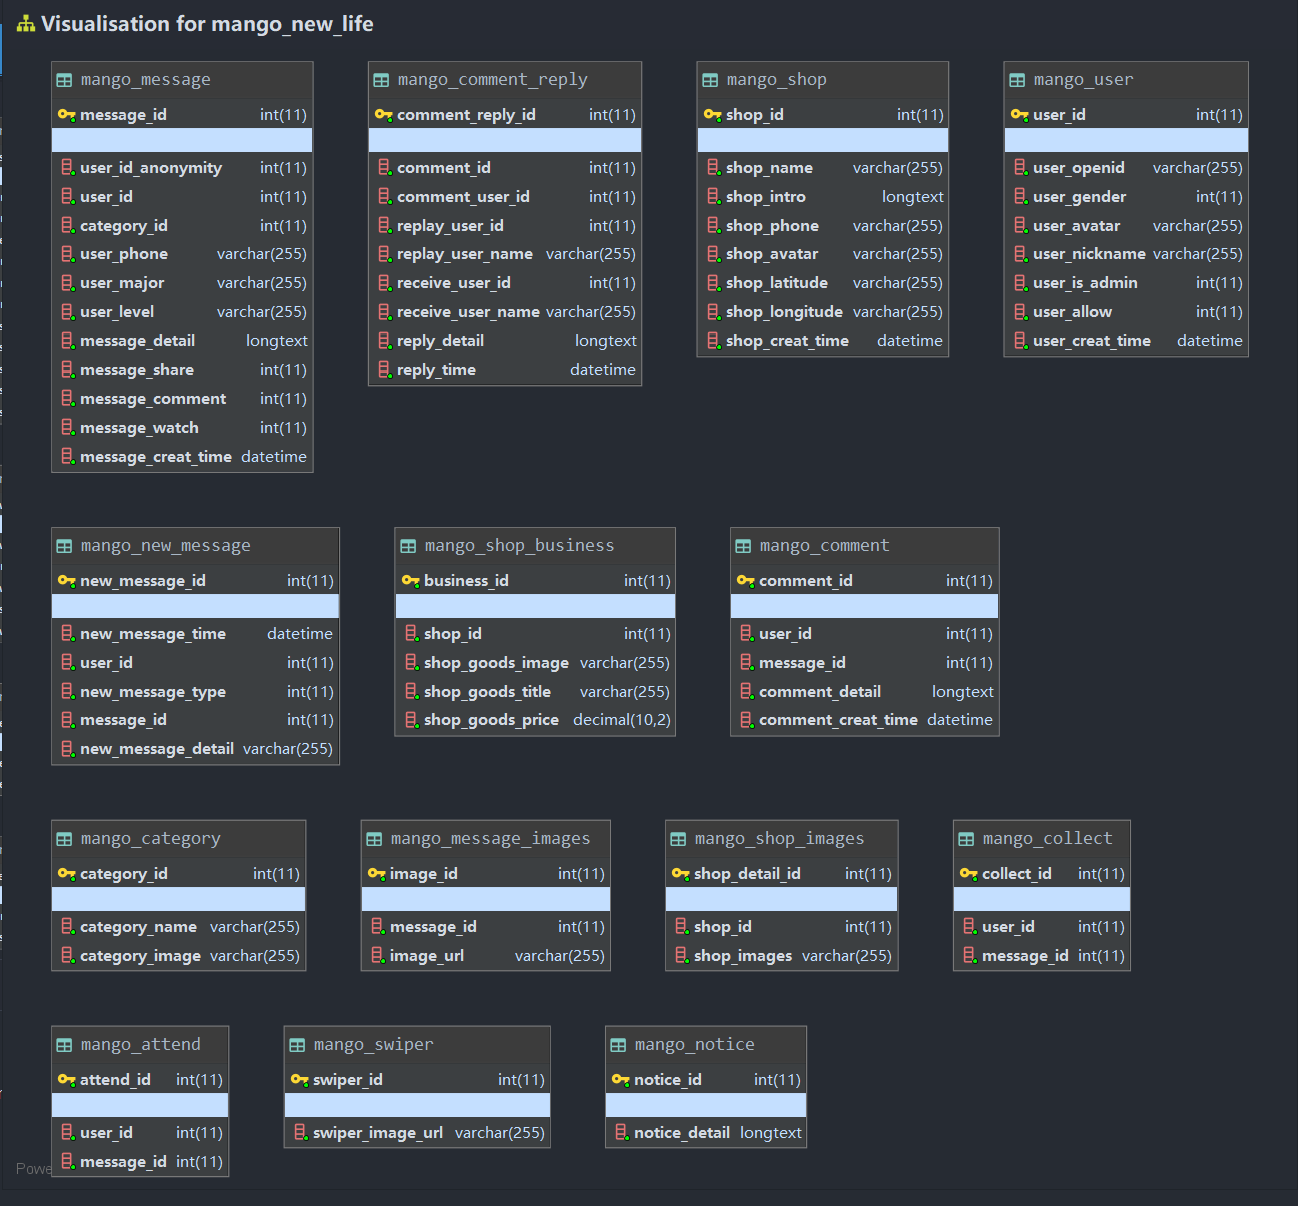 Visualisation for mango_new_life
mango_message
message_id int(11)
user_id_anonymity int(11)
user_id int(11)
category_id int(11)
user_phone varchar(255)
user_major varchar(255)
user_level varchar(255)
message_detail longtext
message_share int(11)
message_comment int(11)
message_watch int(11)
message_creat_time datetime
mango_comment_reply
comment_reply_id int(11)
comment_id int(11)
comment_user_id int(11)
replay_user_id int(11)
replay_user_name varchar(255)
receive_user_id int(11)
receive_user_name varchar(255)
reply_detail longtext
reply_time datetime
mango_shop
shop_id int(11)
shop_name varchar(255)
shop_intro longtext
shop_phone varchar(255)
shop_avatar varchar(255)
shop_latitude varchar(255)
shop_longitude varchar(255)
shop_creat_time datetime
mango_user
user_id int(11)
user_openid varchar(255)
user_gender int(11)
user_avatar varchar(255)
user_nickname varchar(255)
user_is_admin int(11)
user_allow int(11)
user_creat_time datetime
mango_new_message
new_message_id int(11)
new_message_time datetime
user_id int(11)
new_message_type int(11)
message_id int(11)
new_message_detail varchar(255)
mango_shop_business
business_id int(11)
shop_id int(11)
shop_goods_image varchar(255)
shop_goods_title varchar(255)
shop_goods_price decimal(10,2)
mango_comment
comment_id int(11)
user_id int(11)
message_id int(11)
comment_detail longtext
comment_creat_time datetime
mango_category
category_id int(11)
category_name varchar(255)
category_image varchar(255)
mango_message_images
image_id int(11)
message_id int(11)
image_url varchar(255)
mango_shop_images
shop_detail_id int(11)
shop_id int(11)
shop_images varchar(255)
mango_collect
collect_id int(11)
user_id int(11)
message_id int(11)
mango_attend
attend_id int(11)
user_id int(11)
message_id int(11)
mango_swiper
swiper_id int(11)
swiper_image_url varchar(255)
mango_notice
notice_id int(11)
notice_detail longtext
Powe